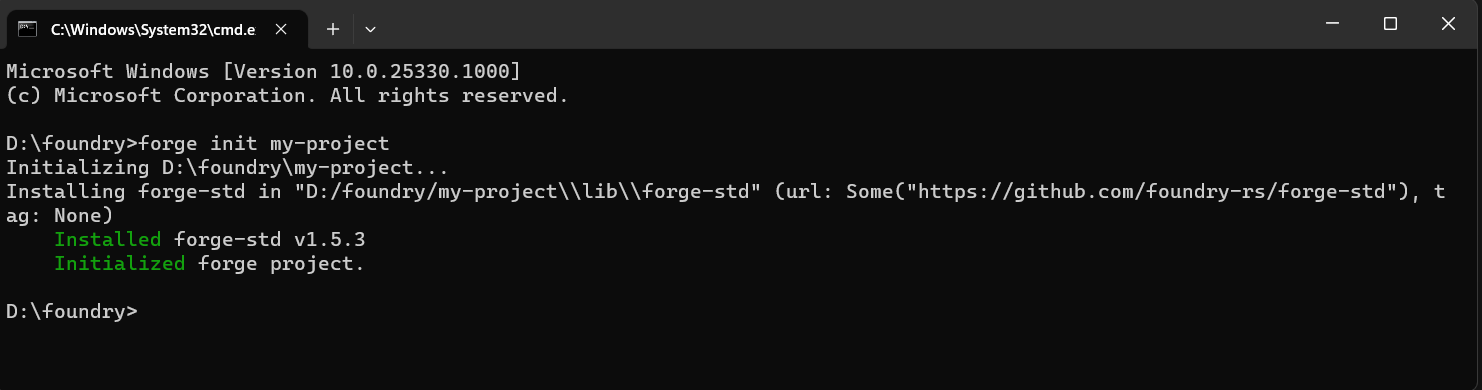 C:\Windows\System32\cmd.e
Microsoft Windows [Version 10.0.25330.1000]
(c) Microsoft Corporation. All rights reserved.
D:\foundry>forge init my-project
Initializing D:\foundry\my-project...
Installing forge-std in "D:/foundry/my-project\\lib\\forge-std" (url: Some("https://github.com/foundry-rs/forge-std"), t
ag: None)
    Installed forge-std v1.5.3
    Initialized forge project.
D:\foundry>